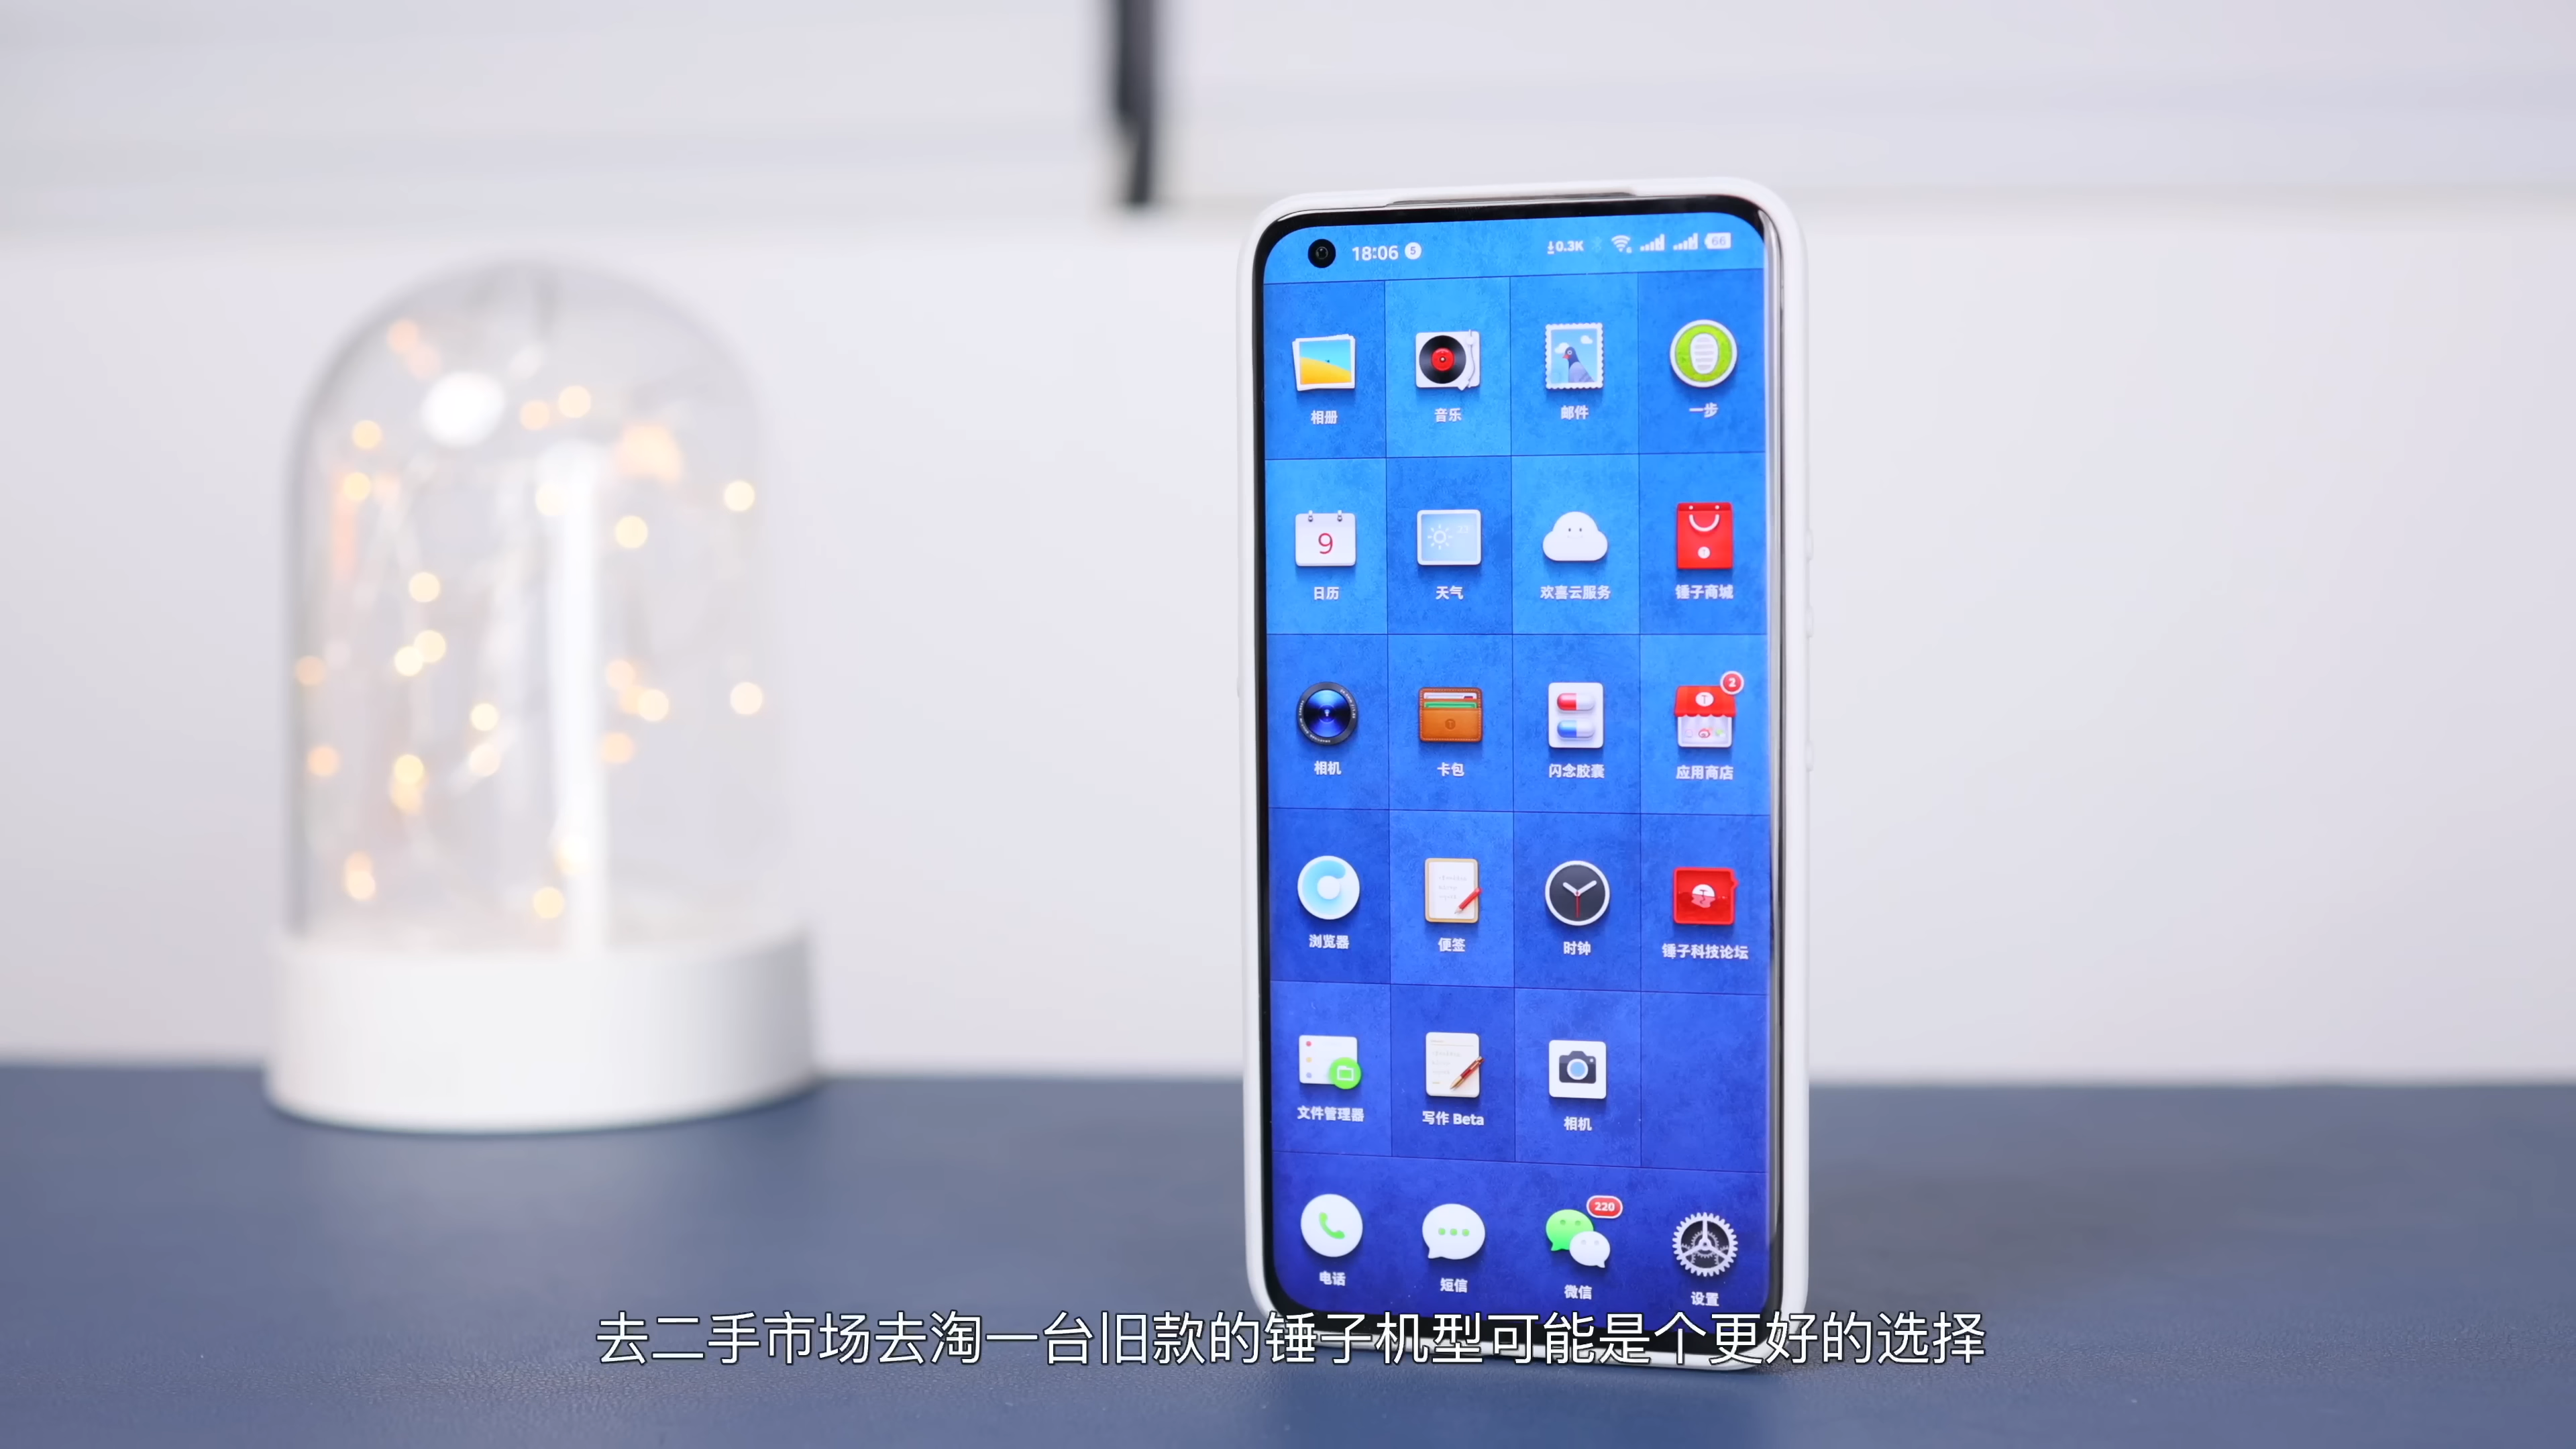 18:06 5
0.3K 66
相册 音乐 邮件 一步
9
日历 天气 欢喜云服务 锤子商城
2
相机 卡包 闪念胶囊 应用商店
浏览器 便签 时钟 锤子科技论坛
文件管理器 写作 Beta 相机
220
电话 短信 微信 设置
去二手市场去淘一台旧款的锤子机型可能是个更好的选择